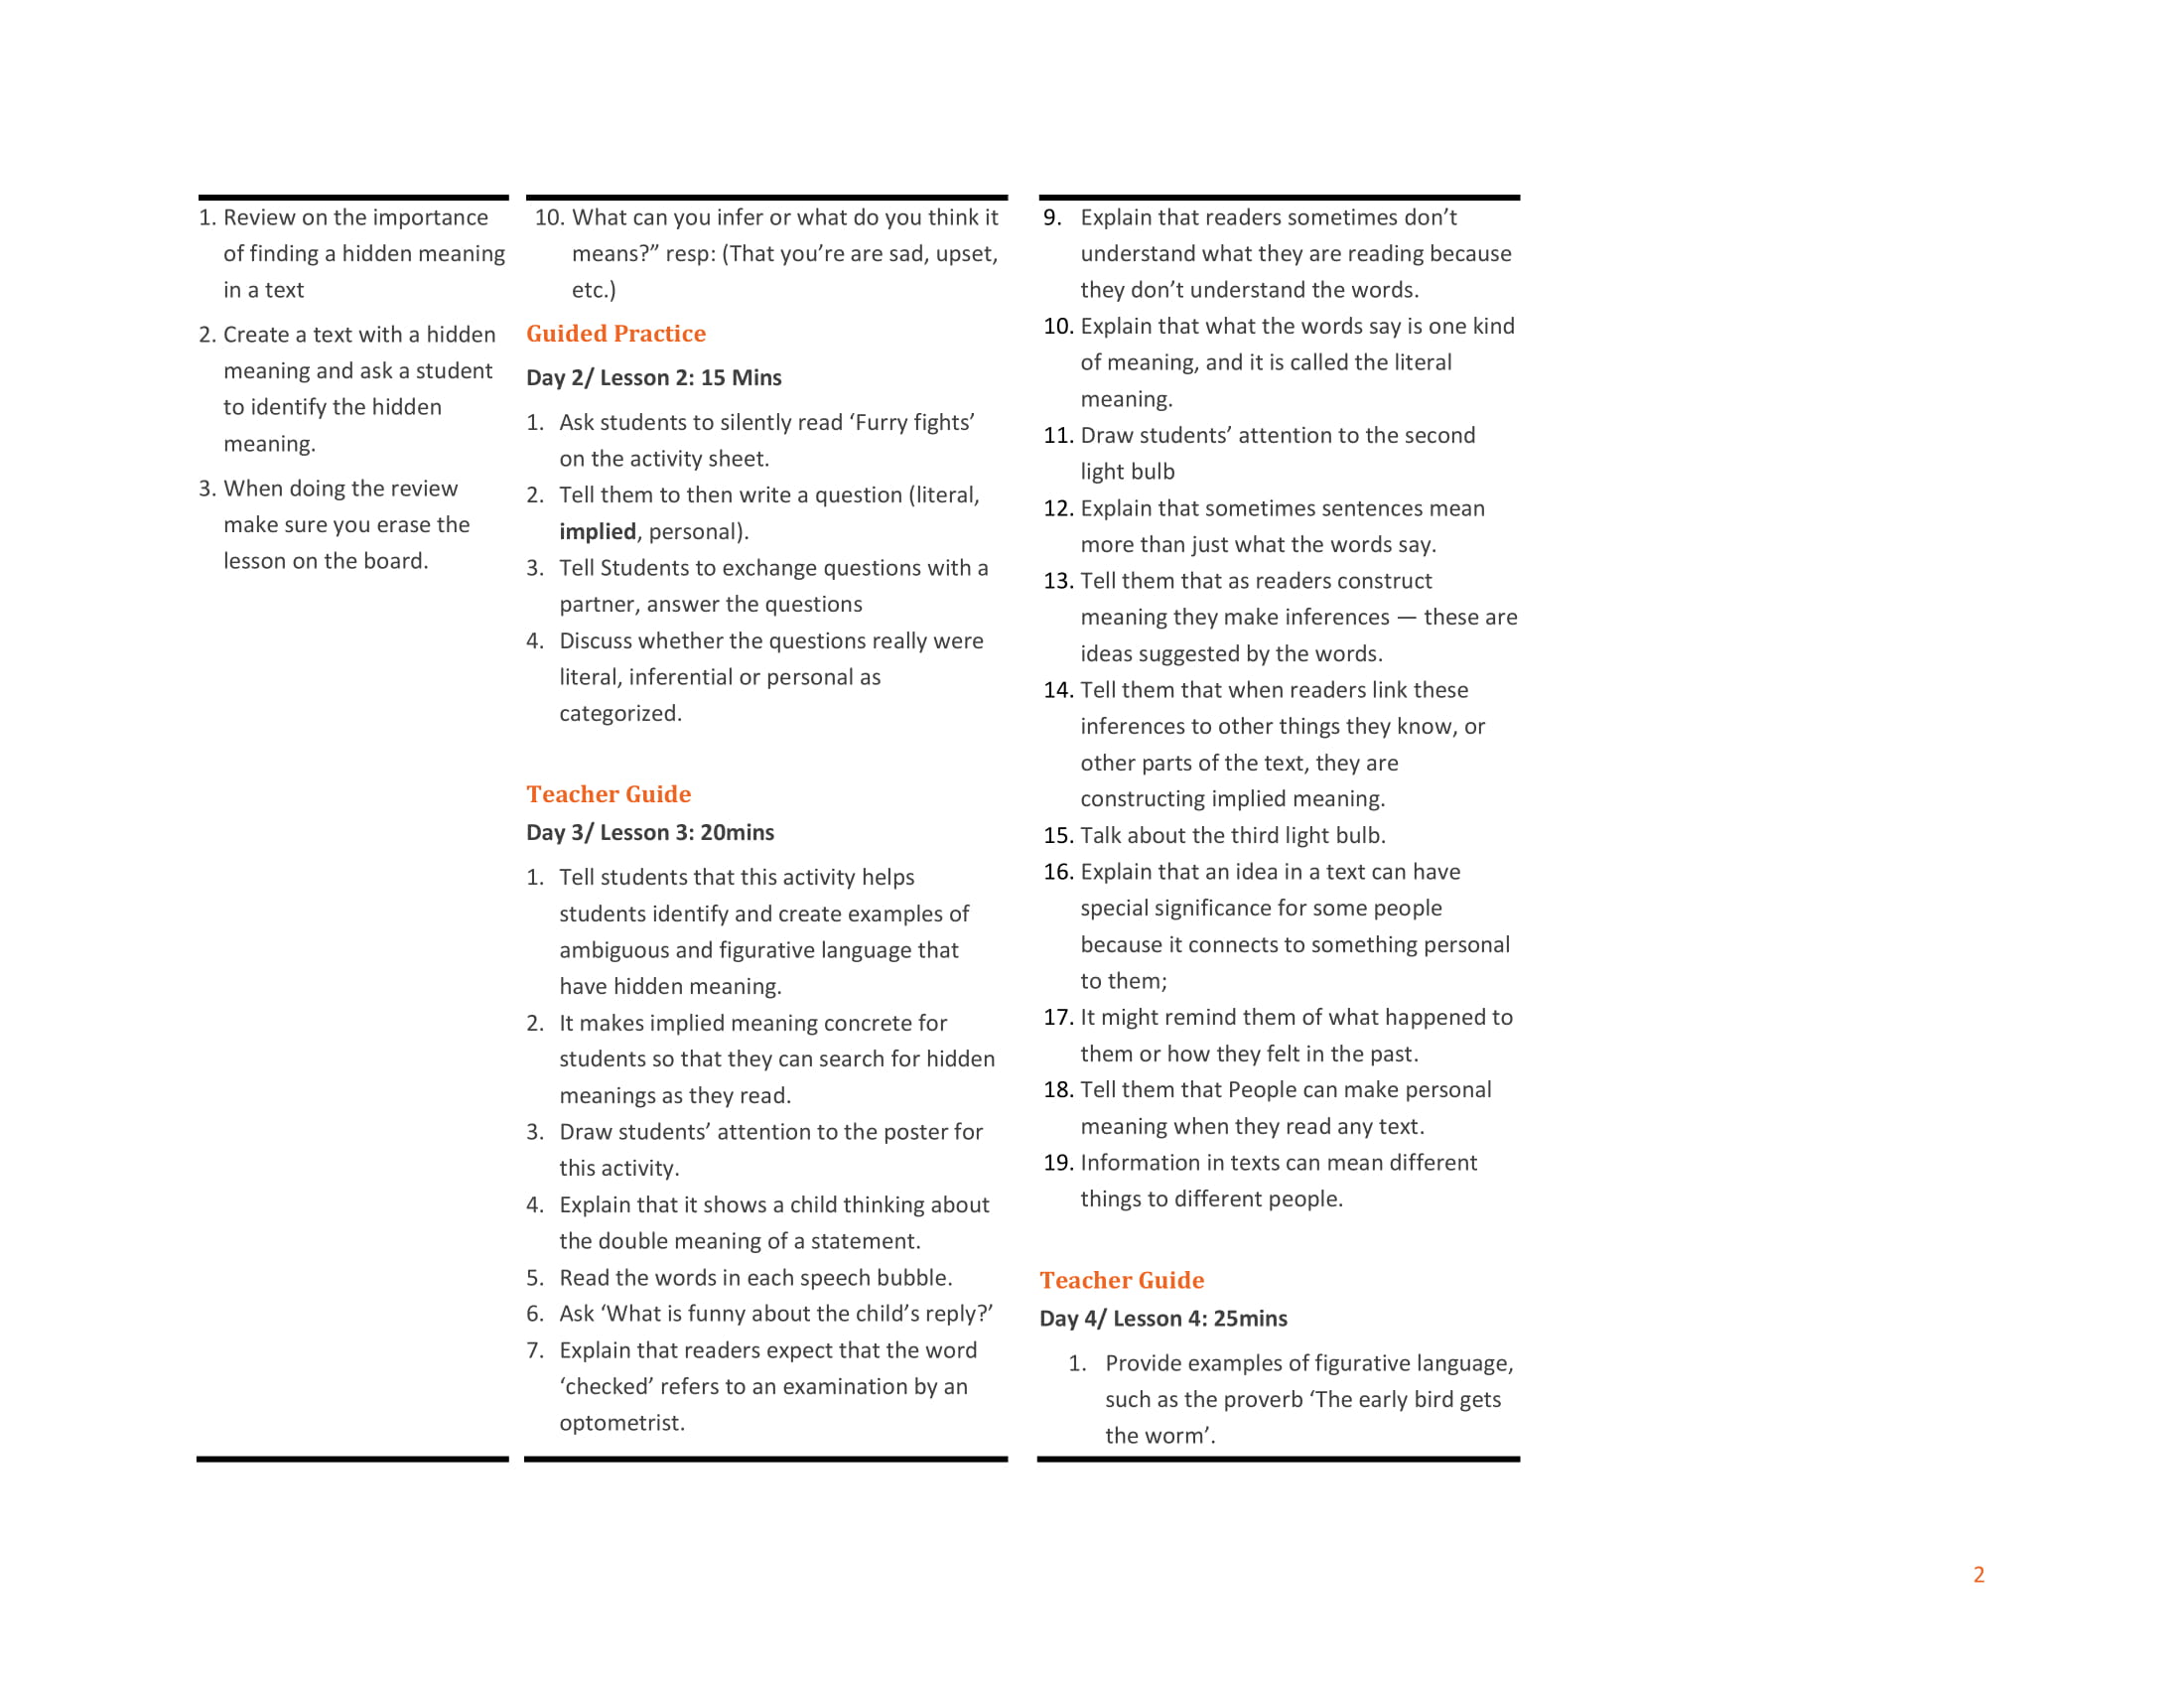 1. Review on the importance
of finding a hidden meaning
in a text
2. Create a text with a hidden
meaning and ask a student
to identify the hidden
meaning.
3. When doing the review
make sure you erase the
lesson on the board.
10. What can you infer or what do you think it
means?” resp: (That you’re are sad, upset,
etc.)
Guided Practice
Day 2/ Lesson 2: 15 Mins
1. Ask students to silently read ‘Furry fights’
on the activity sheet.
2. Tell them to then write a question (literal,
implied, personal).
3. Tell Students to exchange questions with a
partner, answer the questions
4. Discuss whether the questions really were
literal, inferential or personal as
categorized.
Teacher Guide
Day 3/ Lesson 3: 20mins
1. Tell students that this activity helps
students identify and create examples of
ambiguous and figurative language that
have hidden meaning.
2. It makes implied meaning concrete for
students so that they can search for hidden
meanings as they read.
3. Draw students’ attention to the poster for
this activity.
4. Explain that it shows a child thinking about
the double meaning of a statement.
5. Read the words in each speech bubble.
6. Ask ‘What is funny about the child’s reply?’
7. Explain that readers expect that the word
‘checked’ refers to an examination by an
optometrist.
9. Explain that readers sometimes don’t
understand what they are reading because
they don’t understand the words.
10. Explain that what the words say is one kind
of meaning, and it is called the literal
meaning.
11. Draw students’ attention to the second
light bulb
12. Explain that sometimes sentences mean
more than just what the words say.
13. Tell them that as readers construct
meaning they make inferences — these are
ideas suggested by the words.
14. Tell them that when readers link these
inferences to other things they know, or
other parts of the text, they are
constructing implied meaning.
15. Talk about the third light bulb.
16. Explain that an idea in a text can have
special significance for some people
because it connects to something personal
to them;
17. It might remind them of what happened to
them or how they felt in the past.
18. Tell them that People can make personal
meaning when they read any text.
19. Information in texts can mean different
things to different people.
Teacher Guide
Day 4/ Lesson 4: 25mins
1. Provide examples of figurative language,
such as the proverb ‘The early bird gets
the worm’.
2